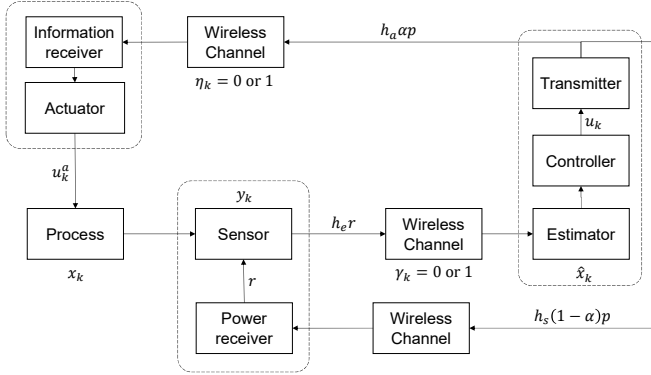 Information
receiver
Wireless
Channel
h_a αp
Transmitter
η_k = 0 or 1
Actuator
u_k
Controller
u_k^a
y_k
Process
Sensor
h_e r
Wireless
Channel
Estimator
x_k
γ_k = 0 or 1
x̂_k
r
Power
receiver
Wireless
Channel
h_s(1 − α)p